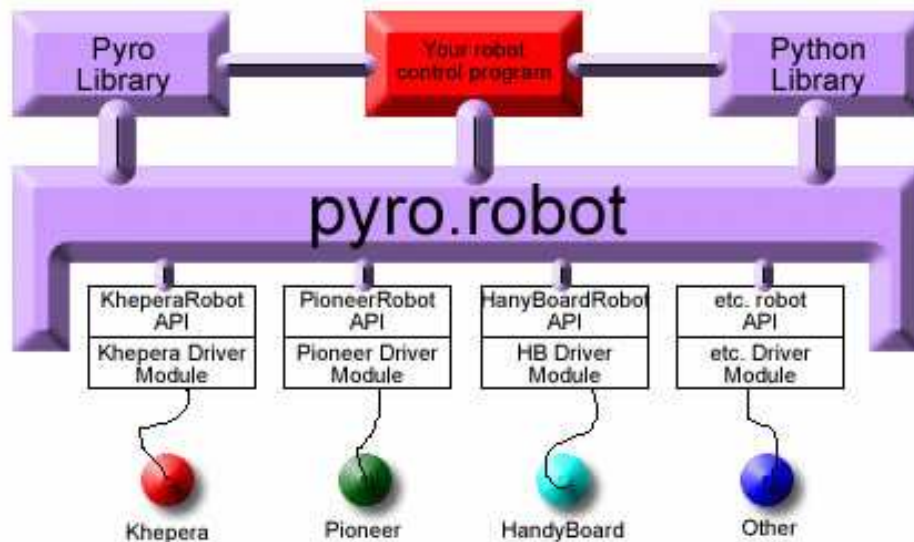 Pyro
Library
Your robot
control program
Python
Library
pyro.robot
KheperaRobot
API
Khepera Driver
Module
PioneerRobot
API
Pioneer Driver
Module
HanyBoardRobot
API
HB Driver
Module
etc. robot
API
etc. Driver
Module
Khepera
Pioneer
HandyBoard
Other